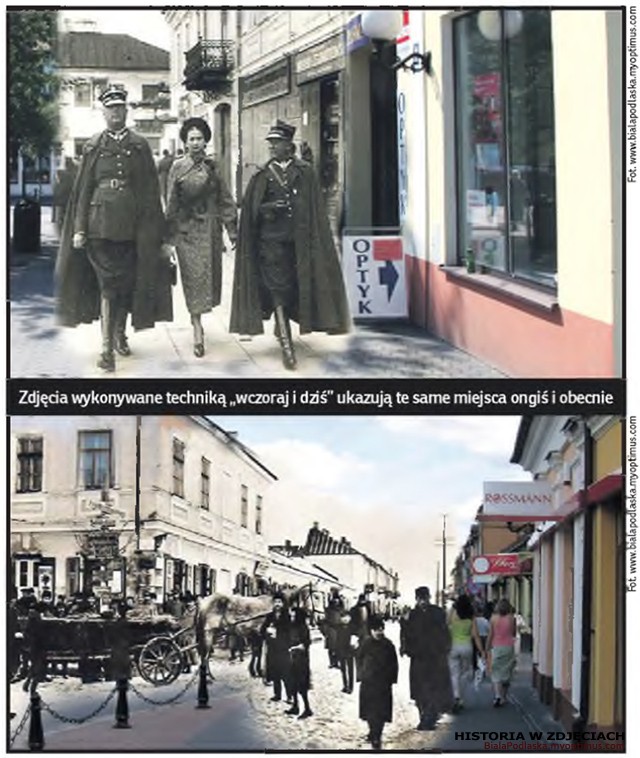 Fot. www.bialapodlaska.myoptimus.com
OPTYK
OPTYK
Zdjęcia wykonywane techniką „wczoraj i dziś” ukazują te same miejsca ongiś i obecnie
Fot. www.bialapodlaska.myoptimus.com
ROSSMANN
HISTORIA W ZDJĘCIACH
BialaPodlaska.myoptimus.com